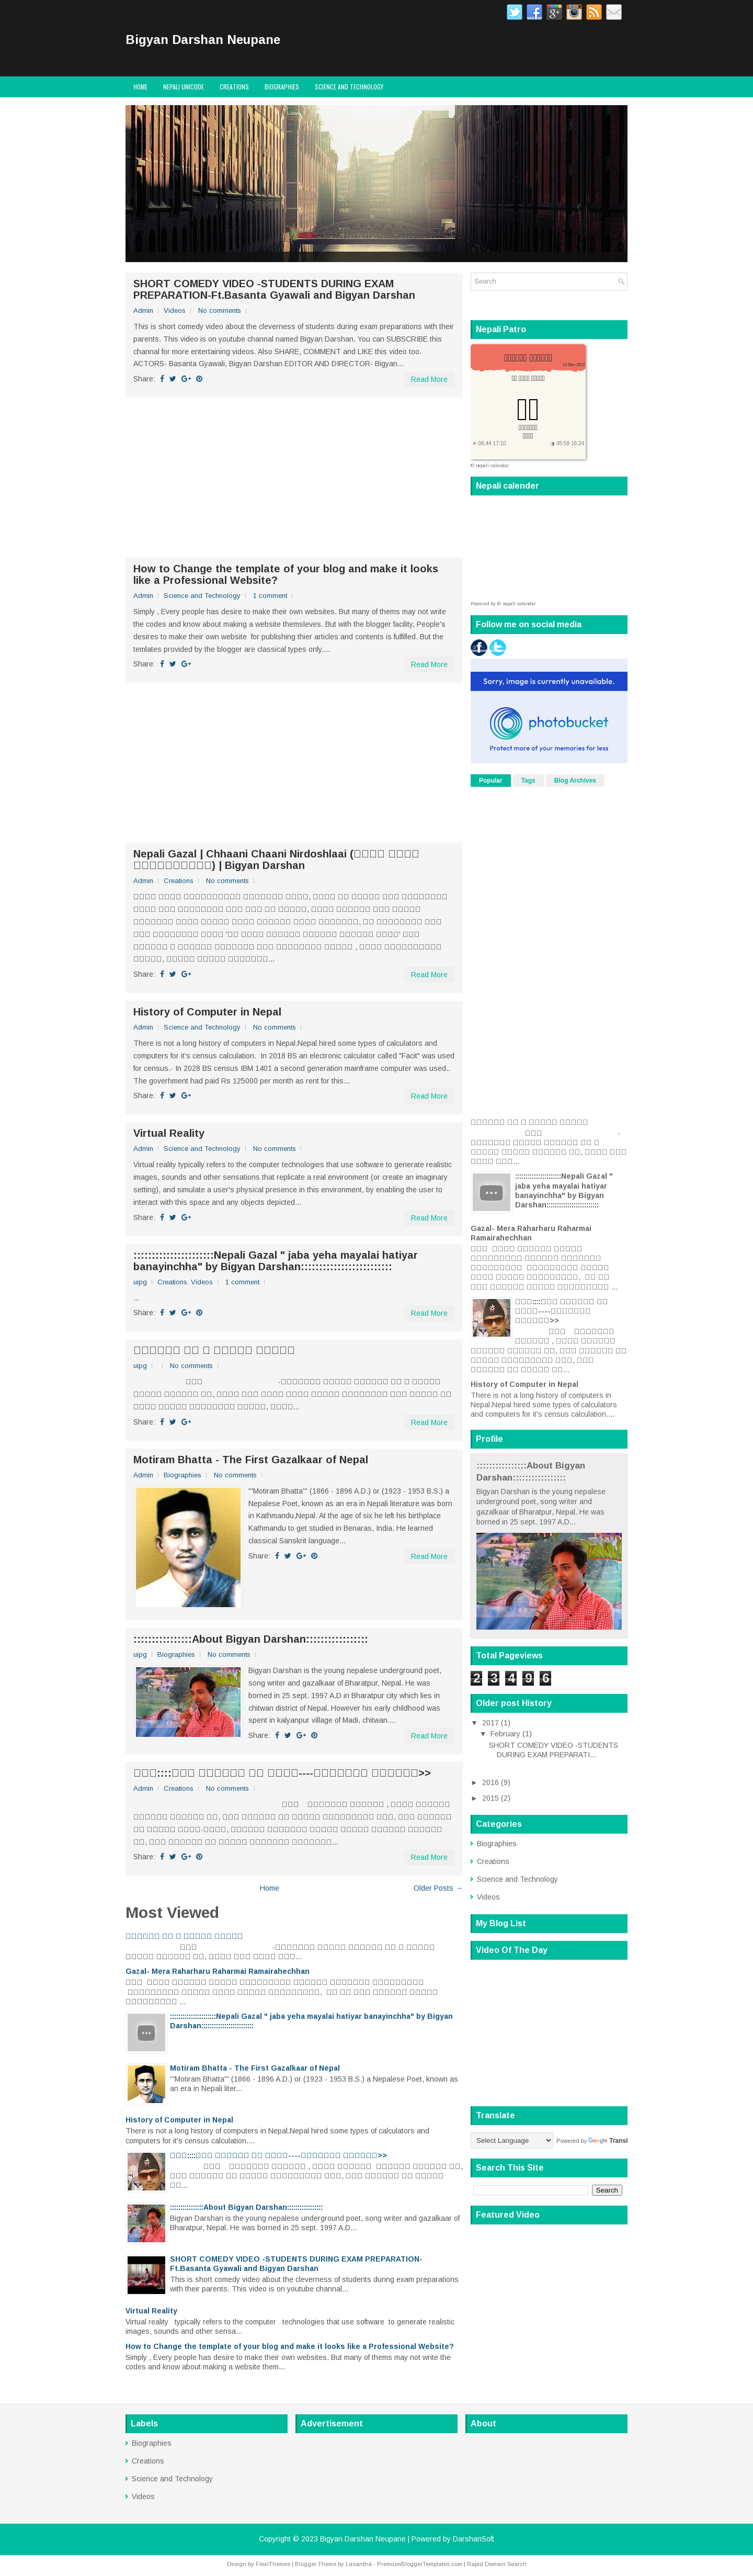 Bigyan Darshan Neupane
HOME NEPALI UNICODE CREATIONS BIOGRAPHIES SCIENCE AND TECHNOLOGY
SHORT COMEDY VIDEO -STUDENTS DURING EXAM
PREPARATION-Ft.Basanta Gyawali and Bigyan Darshan
Admin Videos No comments
This is short comedy video about the cleverness of students during exam preparations with their
parents. This video is on youtube channal named Bigyan Darshan. You can SUBSCRIBE this
channal for more entertaining videos. Also SHARE, COMMENT and LIKE this video too.
ACTORS- Basanta Gyawali, Bigyan Darshan EDITOR AND DIRECTOR- Bigyan...
Share:
Read More
How to Change the template of your blog and make it looks
like a Professional Website?
Admin Science and Technology 1 comment
Simply , Every people has desire to make their own websites. But many of thems may not write
the codes and know about making a website themsleves. But with the blogger facility, People's
desires to make their own website for publishing thier articles and contents is fulfilled. But the
temlates provided by the blogger are classical types only....
Share:
Read More
Nepali Gazal | Chhaani Chaani Nirdoshlaai (
) | Bigyan Darshan
Admin Creations No comments
Share:
Read More
History of Computer in Nepal
Admin Science and Technology No comments
There is not a long history of computers in Nepal.Nepal hired some types of calculators and
computers for it's census calculation. In 2018 BS an electronic calculator called "Facit" was used
for census.· In 2028 BS census IBM 1401 a second generation mainframe computer was used..
The goverhment had paid Rs 125000 per month as rent for this...
Share:
Read More
Virtual Reality
Admin Science and Technology No comments
Virtual reality typically refers to the computer technologies that use software to generate realistic
images, sounds and other sensations that replicate a real environment (or create an imaginary
setting), and simulate a user's physical presence in this environment, by enabling the user to
interact with this space and any objects depicted...
Share:
Read More
::::::::::::::::::::::Nepali Gazal " jaba yeha mayalai hatiyar
banayinchha" by Bigyan Darshan:::::::::::::::::::::::::
uipg Creations, Videos 1 comment
...
Share:
Read More
uipg No comments
Share:
Read More
Motiram Bhatta - The First Gazalkaar of Nepal
Admin Biographies No comments
'"Motiram Bhatta'" (1866 - 1896 A.D.) or (1923 - 1953 B.S.) a
Nepalese Poet, known as an era in Nepali literature was born
in Kathmandu,Nepal. At the age of six he left his birthplace
Kathmandu to get studied in Benaras, India. He learned
classical Sanskrit language...
Share:
Read More
::::::::::::::::About Bigyan Darshan:::::::::::::::::
uipg Biographies No comments
Bigyan Darshan is the young nepalese underground poet,
song writer and gazalkaar of Bharatpur, Nepal. He was
borned in 25 sept. 1997 A.D in Bharatpur city which lies in
chitwan district of Nepal. However his early childhood was
spent in kalyanpur village of Madi, chitwan....
Share:
Read More
Admin Creations No comments
Share:
Read More
Home
Older Posts →
Most Viewed
Gazal- Mera Raharharu Raharmai Ramairahechhan
::::::::::::::::::::::Nepali Gazal " jaba yeha mayalai hatiyar banayinchha" by Bigyan
Darshan:::::::::::::::::::::::::
Motiram Bhatta - The First Gazalkaar of Nepal
'"Motiram Bhatta'" (1866 - 1896 A.D.) or (1923 - 1953 B.S.) a Nepalese Poet, known as
an era in Nepali liter...
History of Computer in Nepal
There is not a long history of computers in Nepal.Nepal hired some types of calculators and
computers for it's census calculation....
::::::::::::::::About Bigyan Darshan:::::::::::::::::
Bigyan Darshan is the young nepalese underground poet, song writer and gazalkaar of
Bharatpur, Nepal. He was borned in 25 sept. 1997 A.D...
SHORT COMEDY VIDEO -STUDENTS DURING EXAM PREPARATION-
Ft.Basanta Gyawali and Bigyan Darshan
This is short comedy video about the cleverness of students during exam preparations
with their parents. This video is on youtube channal...
Virtual Reality
Virtual reality typically refers to the computer technologies that use software to generate realistic
images, sounds and other sensa...
How to Change the template of your blog and make it looks like a Professional Website?
Simply , Every people has desire to make their own websites. But many of thems may not write the
codes and know about making a website them...
Search
Nepali Patro
12-Dec-2023
06:44 17:10
05:59 16:24
© nepali calendar
Nepali calender
Powered by © nepali calendar
Follow me on social media
Sorry, image is currently unavailable.
photobucket
Protect more of your memories for less
Popular Tags Blog Archives
::::::::::::::::::::::Nepali Gazal "
jaba yeha mayalai hatiyar
banayinchha" by Bigyan
Darshan:::::::::::::::::::::::::
Gazal- Mera Raharharu Raharmai
Ramairahechhan
History of Computer in Nepal
There is not a long history of computers in
Nepal.Nepal hired some types of calculators
and computers for it's census calculation....
Profile
::::::::::::::::About Bigyan
Darshan:::::::::::::::::
Bigyan Darshan is the young nepalese
underground poet, song writer and
gazalkaar of Bharatpur, Nepal. He was
borned in 25 sept. 1997 A.D...
Total Pageviews
23496
Older post History
▼ 2017 (1)
▼ February (1)
SHORT COMEDY VIDEO -STUDENTS
DURING EXAM PREPARATI...
► 2016 (9)
► 2015 (2)
Categories
Biographies
Creations
Science and Technology
Videos
My Blog List
Video Of The Day
Translate
Select Language
Powered by Google Transl
Search This Site
Search
Featured Video
Labels
Biographies
Creations
Science and Technology
Videos
Advertisement
About
Copyright © 2023 Bigyan Darshan Neupane | Powered by DarshanSoft
Design by FlexiThemes | Blogger Theme by Lasantha - PremiumBloggerTemplates.com | Rapid Domain Search